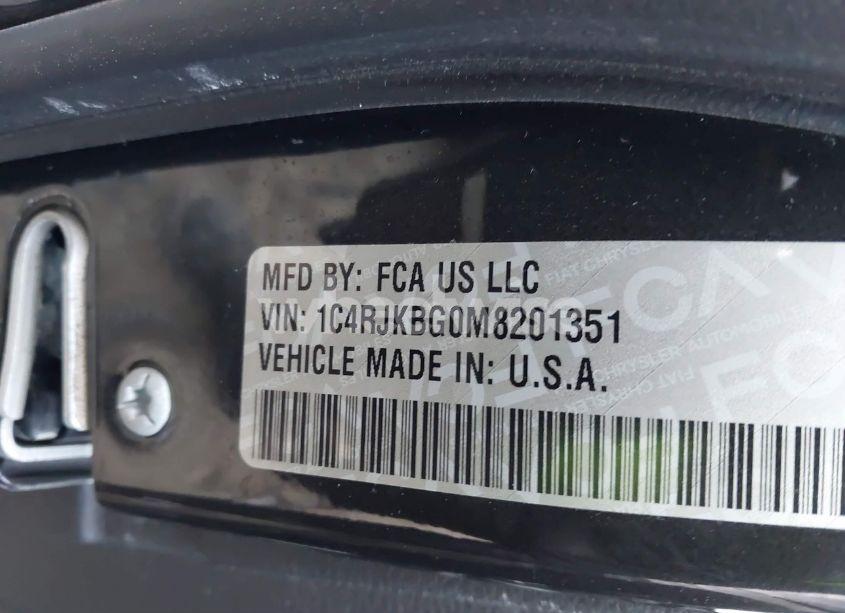 MFD BY: FCA US LLC
VIN: 1C4RJKBG0M8201351
VEHICLE MADE IN: U.S.A.